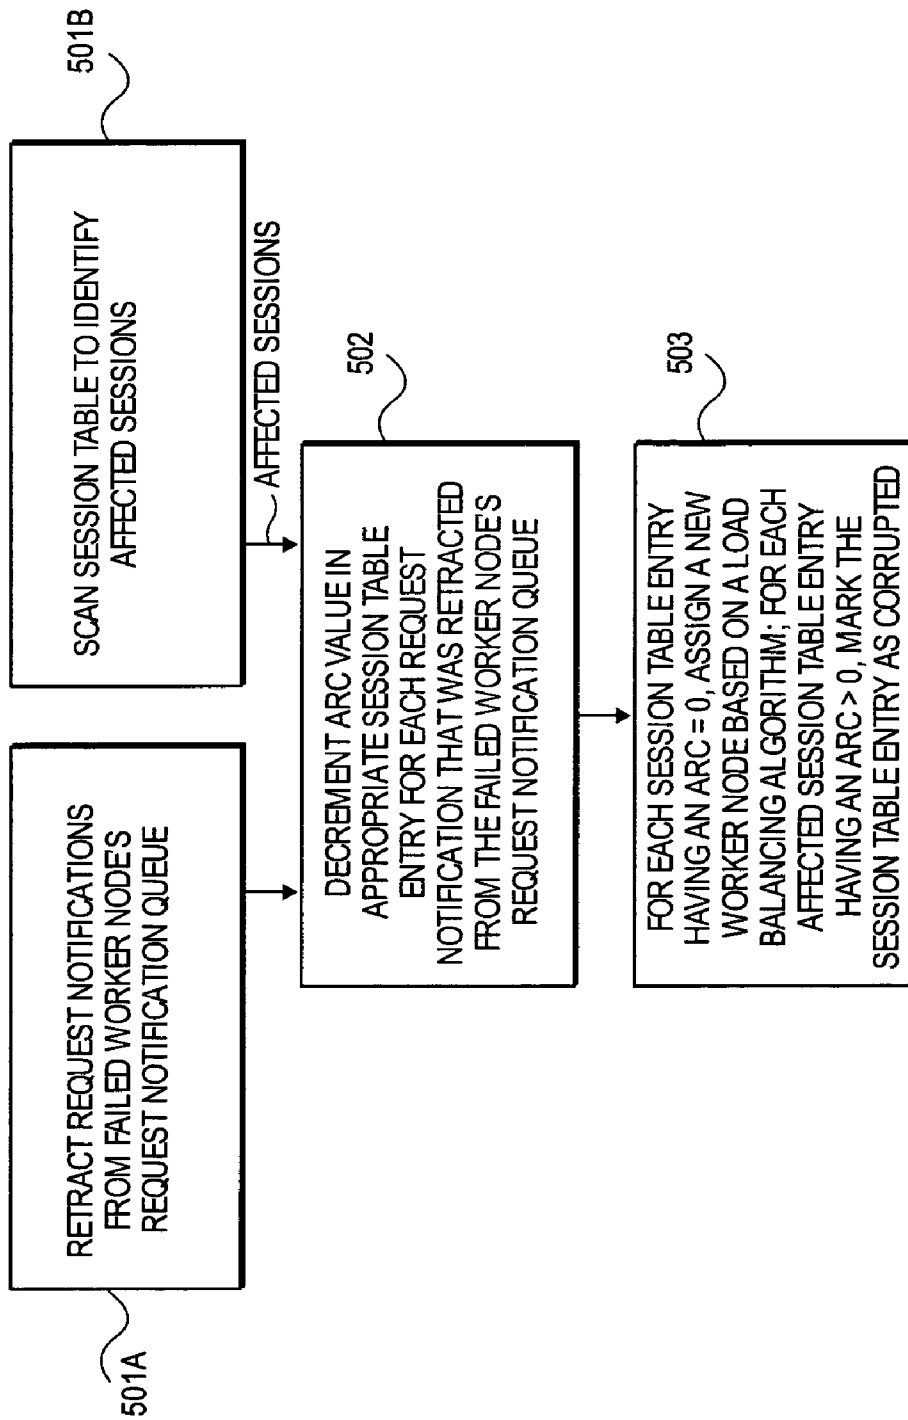 501A
RETRACT REQUEST NOTIFICATIONS
FROM FAILED WORKER NODE'S
REQUEST NOTIFICATION QUEUE
501B
SCAN SESSION TABLE TO IDENTIFY
AFFECTED SESSIONS
AFFECTED SESSIONS
502
DECREMENT ARC VALUE IN
APPROPRIATE SESSION TABLE
ENTRY FOR EACH REQUEST
NOTIFICATION THAT WAS RETRACTED
FROM THE FAILED WORKER NODE'S
REQUEST NOTIFICATION QUEUE
503
FOR EACH SESSION TABLE ENTRY
HAVING AN ARC = 0, ASSIGN A NEW
WORKER NODE BASED ON A LOAD
BALANCING ALGORITHM; FOR EACH
AFFECTED SESSION TABLE ENTRY
HAVING AN ARC > 0, MARK THE
SESSION TABLE ENTRY AS CORRUPTED